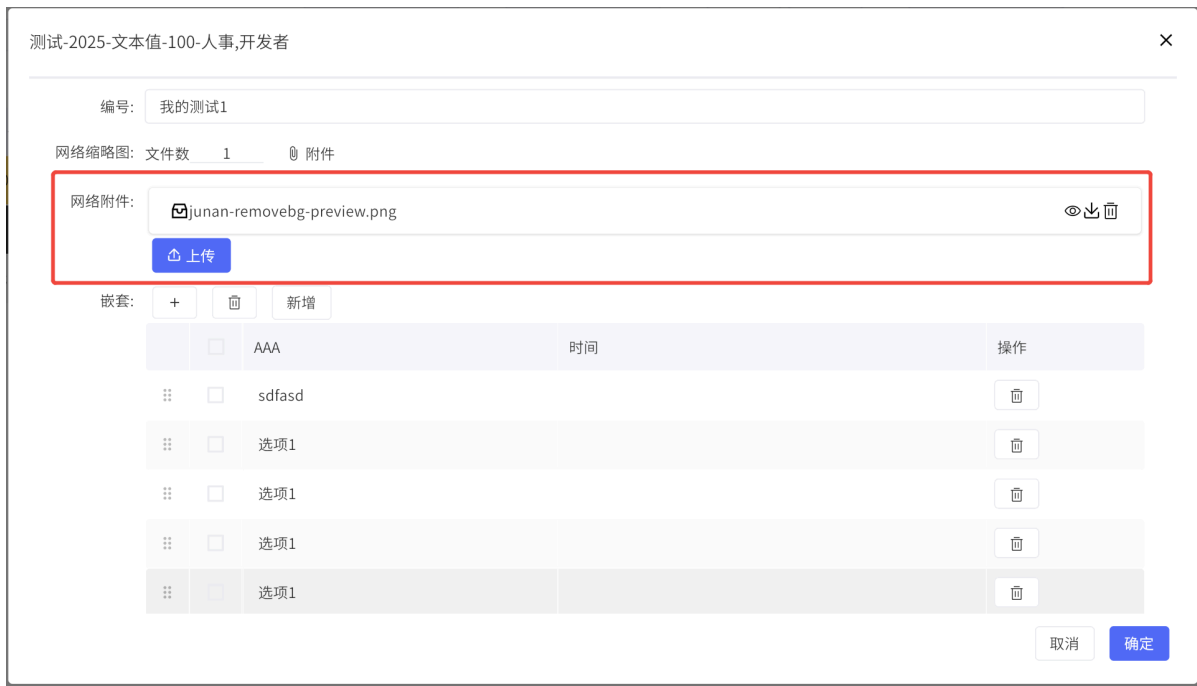 测试-2025-文本值-100-人事,开发者
编号: 我的测试1
网络缩略图: 文件数 1 附件
网络附件: junan-removebg-preview.png
上传
嵌套: + 新增
AAA 时间 操作
sdfasd
选项1
选项1
选项1
选项1
取消 确定